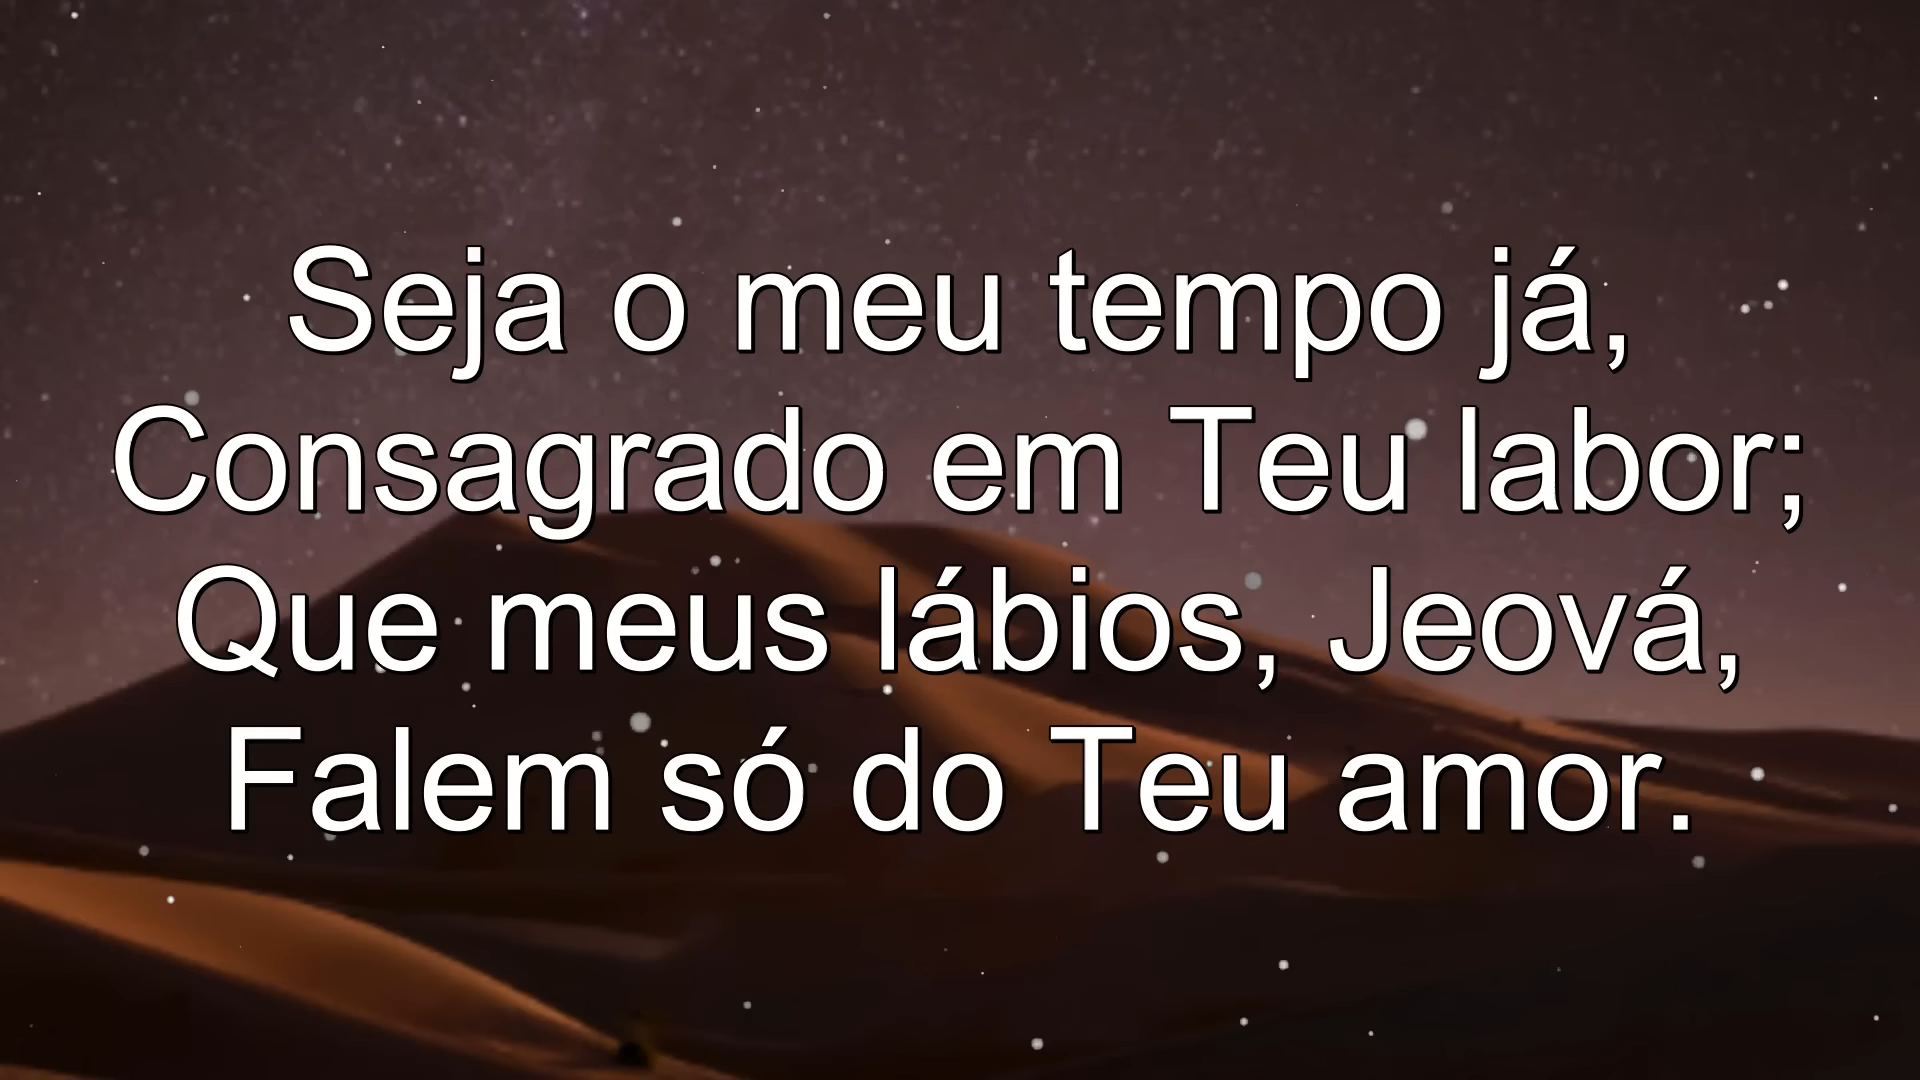 Seja o meu tempo já,
Consagrado em Teu labor;
Que meus lábios, Jeová,
Falem só do Teu amor.